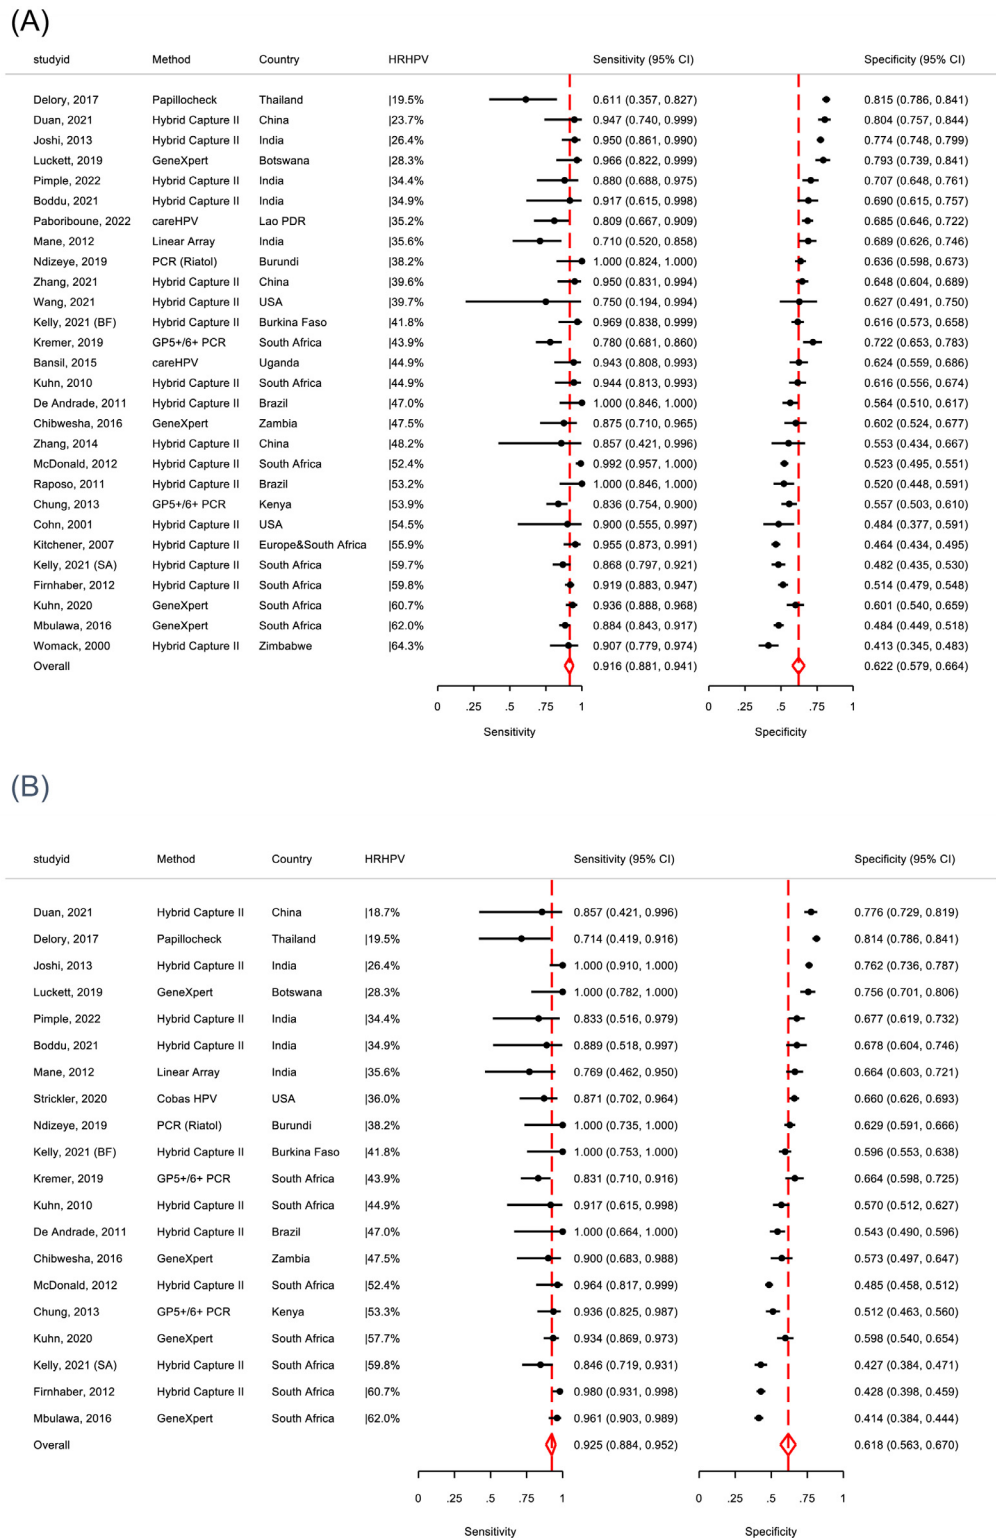 (A)
studyid Method Country HRHPV Sensitivity (95% CI) Specificity (95% CI)
Delory, 2017 Papillocheck Thailand |19.5% 0.611 (0.357, 0.827) 0.815 (0.786, 0.841)
Duan, 2021 Hybrid Capture II China |23.7% 0.947 (0.740, 0.999) 0.804 (0.757, 0.844)
Joshi, 2013 Hybrid Capture II India |26.4% 0.950 (0.861, 0.990) 0.774 (0.748, 0.799)
Luckett, 2019 GeneXpert Botswana |28.3% 0.966 (0.822, 0.999) 0.793 (0.739, 0.841)
Pimple, 2022 Hybrid Capture II India |34.4% 0.880 (0.688, 0.975) 0.707 (0.648, 0.761)
Boddu, 2021 Hybrid Capture II India |34.9% 0.917 (0.615, 0.998) 0.690 (0.615, 0.757)
Paboriboune, 2022 careHPV Lao PDR |35.2% 0.809 (0.667, 0.909) 0.685 (0.646, 0.722)
Mane, 2012 Linear Array India |35.6% 0.710 (0.520, 0.858) 0.689 (0.626, 0.746)
Ndizeye, 2019 PCR (Riatol) Burundi |38.2% 1.000 (0.824, 1.000) 0.636 (0.598, 0.673)
Zhang, 2021 Hybrid Capture II China |39.6% 0.950 (0.831, 0.994) 0.648 (0.604, 0.689)
Wang, 2021 Hybrid Capture II USA |39.7% 0.750 (0.194, 0.994) 0.627 (0.491, 0.750)
Kelly, 2021 (BF) Hybrid Capture II Burkina Faso |41.8% 0.969 (0.838, 0.999) 0.616 (0.573, 0.658)
Kremer, 2019 GP5+/6+ PCR South Africa |43.9% 0.780 (0.681, 0.860) 0.722 (0.653, 0.783)
Bansil, 2015 careHPV Uganda |44.9% 0.943 (0.808, 0.993) 0.624 (0.559, 0.686)
Kuhn, 2010 Hybrid Capture II South Africa |44.9% 0.944 (0.813, 0.993) 0.616 (0.556, 0.674)
De Andrade, 2011 Hybrid Capture II Brazil |47.0% 1.000 (0.846, 1.000) 0.564 (0.510, 0.617)
Chibwesha, 2016 GeneXpert Zambia |47.5% 0.875 (0.710, 0.965) 0.602 (0.524, 0.677)
Zhang, 2014 Hybrid Capture II China |48.2% 0.857 (0.421, 0.996) 0.553 (0.434, 0.667)
McDonald, 2012 Hybrid Capture II South Africa |52.4% 0.992 (0.957, 1.000) 0.523 (0.495, 0.551)
Raposo, 2011 Hybrid Capture II Brazil |53.2% 1.000 (0.846, 1.000) 0.520 (0.448, 0.591)
Chung, 2013 GP5+/6+ PCR Kenya |53.9% 0.836 (0.754, 0.900) 0.557 (0.503, 0.610)
Cohn, 2001 Hybrid Capture II USA |54.5% 0.900 (0.555, 0.997) 0.484 (0.377, 0.591)
Kitchener, 2007 Hybrid Capture II Europe&South Africa |55.9% 0.955 (0.873, 0.991) 0.464 (0.434, 0.495)
Kelly, 2021 (SA) Hybrid Capture II South Africa |59.7% 0.868 (0.797, 0.921) 0.482 (0.435, 0.530)
Firnhaber, 2012 Hybrid Capture II South Africa |59.8% 0.919 (0.883, 0.947) 0.514 (0.479, 0.548)
Kuhn, 2020 GeneXpert South Africa |60.7% 0.936 (0.888, 0.968) 0.601 (0.540, 0.659)
Mbulawa, 2016 GeneXpert South Africa |62.0% 0.884 (0.843, 0.917) 0.484 (0.449, 0.518)
Womack, 2000 Hybrid Capture II Zimbabwe |64.3% 0.907 (0.779, 0.974) 0.413 (0.345, 0.483)
Overall 0.916 (0.881, 0.941) 0.622 (0.579, 0.664)
0 .25 .5 .75 1 0 .25 .5 .75 1
Sensitivity Specificity
(B)
studyid Method Country HRHPV Sensitivity (95% CI) Specificity (95% CI)
Duan, 2021 Hybrid Capture II China |18.7% 0.857 (0.421, 0.996) 0.776 (0.729, 0.819)
Delory, 2017 Papillocheck Thailand |19.5% 0.714 (0.419, 0.916) 0.814 (0.786, 0.841)
Joshi, 2013 Hybrid Capture II India |26.4% 1.000 (0.910, 1.000) 0.762 (0.736, 0.787)
Luckett, 2019 GeneXpert Botswana |28.3% 1.000 (0.782, 1.000) 0.756 (0.701, 0.806)
Pimple, 2022 Hybrid Capture II India |34.4% 0.833 (0.516, 0.979) 0.677 (0.619, 0.732)
Boddu, 2021 Hybrid Capture II India |34.9% 0.889 (0.518, 0.997) 0.678 (0.604, 0.746)
Mane, 2012 Linear Array India |35.6% 0.769 (0.462, 0.950) 0.664 (0.603, 0.721)
Strickler, 2020 Cobas HPV USA |36.0% 0.871 (0.702, 0.964) 0.660 (0.626, 0.693)
Ndizeye, 2019 PCR (Riatol) Burundi |38.2% 1.000 (0.735, 1.000) 0.629 (0.591, 0.666)
Kelly, 2021 (BF) Hybrid Capture II Burkina Faso |41.8% 1.000 (0.753, 1.000) 0.596 (0.553, 0.638)
Kremer, 2019 GP5+/6+ PCR South Africa |43.9% 0.831 (0.710, 0.916) 0.664 (0.598, 0.725)
Kuhn, 2010 Hybrid Capture II South Africa |44.9% 0.917 (0.615, 0.998) 0.570 (0.512, 0.627)
De Andrade, 2011 Hybrid Capture II Brazil |47.0% 1.000 (0.664, 1.000) 0.543 (0.490, 0.596)
Chibwesha, 2016 GeneXpert Zambia |47.5% 0.900 (0.683, 0.988) 0.573 (0.497, 0.647)
McDonald, 2012 Hybrid Capture II South Africa |52.4% 0.964 (0.817, 0.999) 0.485 (0.458, 0.512)
Chung, 2013 GP5+/6+ PCR Kenya |53.3% 0.936 (0.825, 0.987) 0.512 (0.463, 0.560)
Kuhn, 2020 GeneXpert South Africa |57.7% 0.934 (0.869, 0.973) 0.598 (0.540, 0.654)
Kelly, 2021 (SA) Hybrid Capture II South Africa |59.8% 0.846 (0.719, 0.931) 0.427 (0.384, 0.471)
Firnhaber, 2012 Hybrid Capture II South Africa |60.7% 0.980 (0.931, 0.998) 0.428 (0.398, 0.459)
Mbulawa, 2016 GeneXpert South Africa |62.0% 0.961 (0.903, 0.989) 0.414 (0.384, 0.444)
Overall 0.925 (0.884, 0.952) 0.618 (0.563, 0.670)
0 .25 .5 .75 1 0 .25 .5 .75 1
Sensitivity Specificity